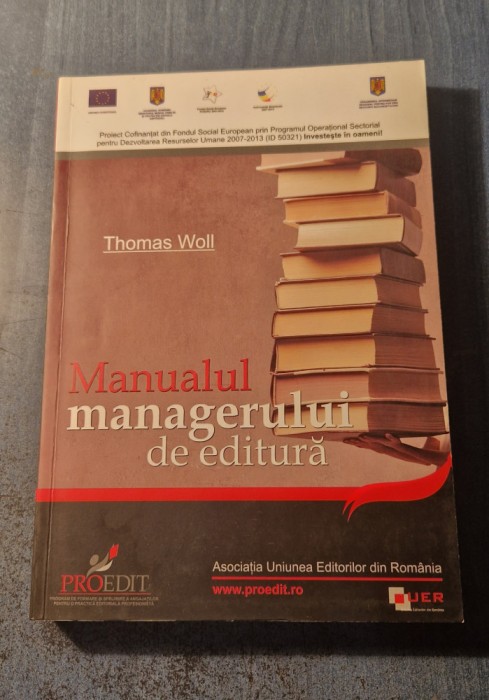 Proiect Cofinanțat din Fondul Social European prin Programul Operațional Sectorial
pentru Dezvoltarea Resurselor Umane 2007-2013 (ID 50321) Investește în oameni!
Thomas Woll
Manualul
managerului
de editură
PROEDIT
Asociația Uniunea Editorilor din România
www.proedit.ro
UER